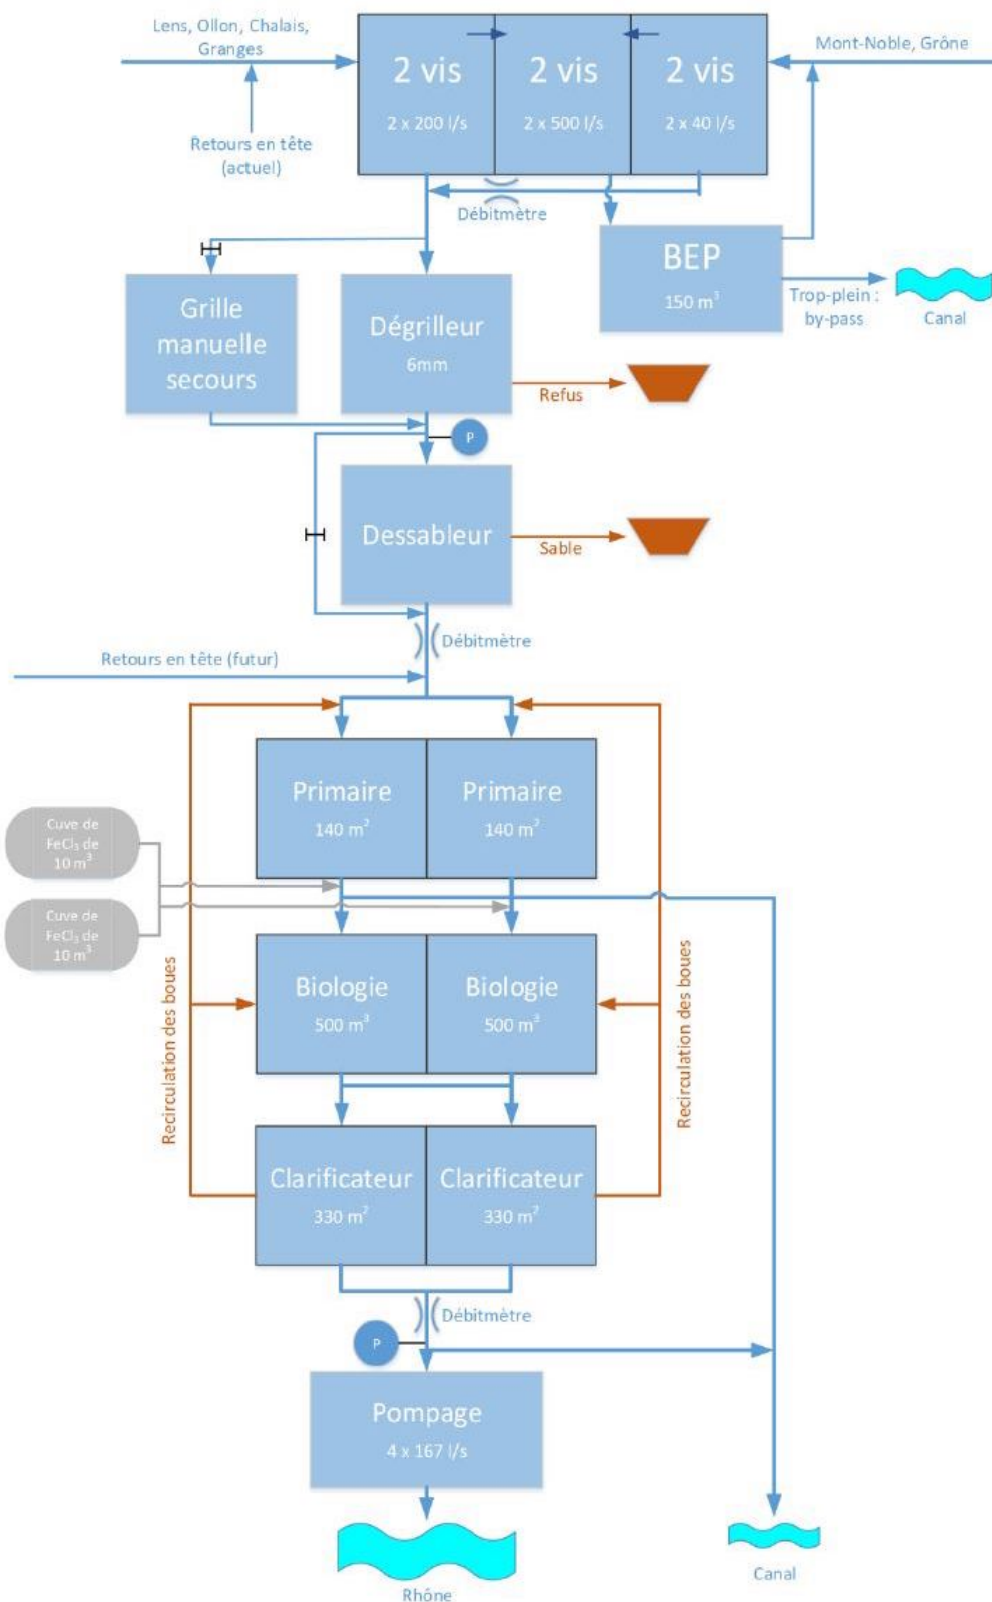 Lens, Ollon, Chalais,
Granges
2 vis
2 x 200 l/s
2 vis
2 x 500 l/s
2 vis
2 x 40 l/s
Mont-Noble, Grône
Retours en tête
(actuel)
Débitmètre
BEP
150 m³
Trop-plein :
by-pass
Canal
Grille
manuelle
secours
Dégrilleur
6mm
Refus
P
Dessableur
Sable
Débitmètre
Retours en tête (futur)
Primaire
140 m²
Primaire
140 m²
Cuve de
FeCl₃ de
10 m³
Cuve de
FeCl₃ de
10 m³
Recirculation des boues
Biologie
500 m³
Biologie
500 m³
Recirculation des boues
Clarificateur
330 m²
Clarificateur
330 m²
Débitmètre
P
Pompage
4 x 167 l/s
Rhône
Canal